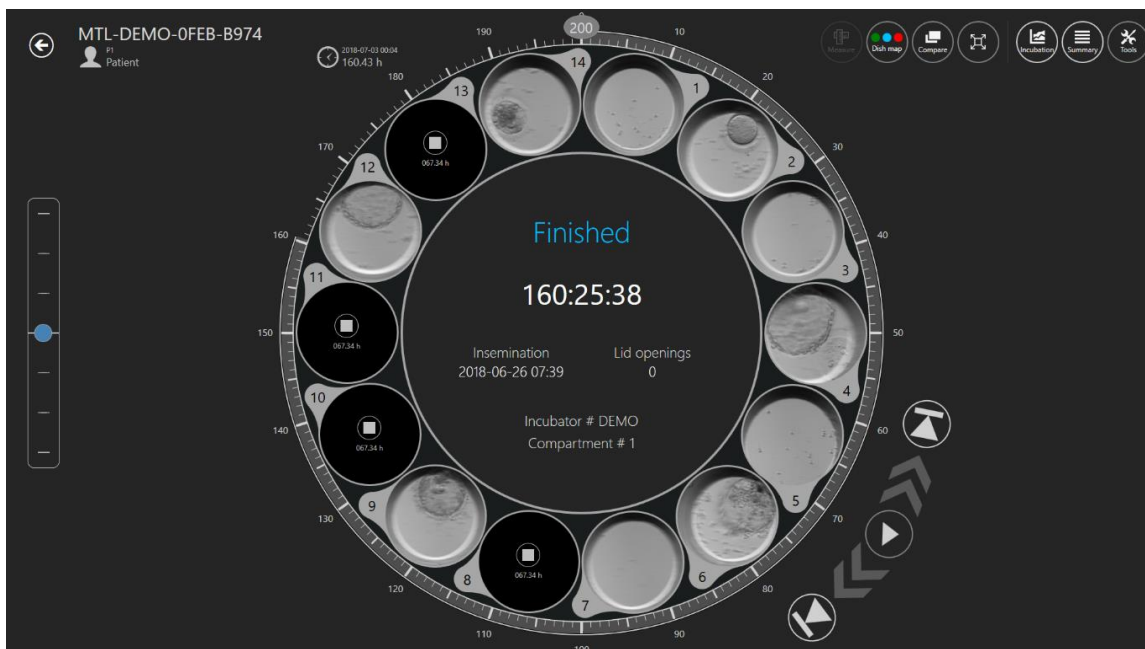 MTL-DEMO-0FEB-B974
P1
Patient
2018-07-03 00:04
160.43 h
Measure
Dish map
Compare
Incubation
Summary
Tools
200
10
20
30
40
50
60
70
80
90
100
110
120
130
140
150
160
170
180
190
1
2
3
4
5
6
7
8
067.34 h
9
10
067.34 h
11
067.34 h
12
13
067.34 h
14
Finished
160:25:38
Insemination Lid openings
2018-06-26 07:39 0
Incubator # DEMO
Compartment # 1